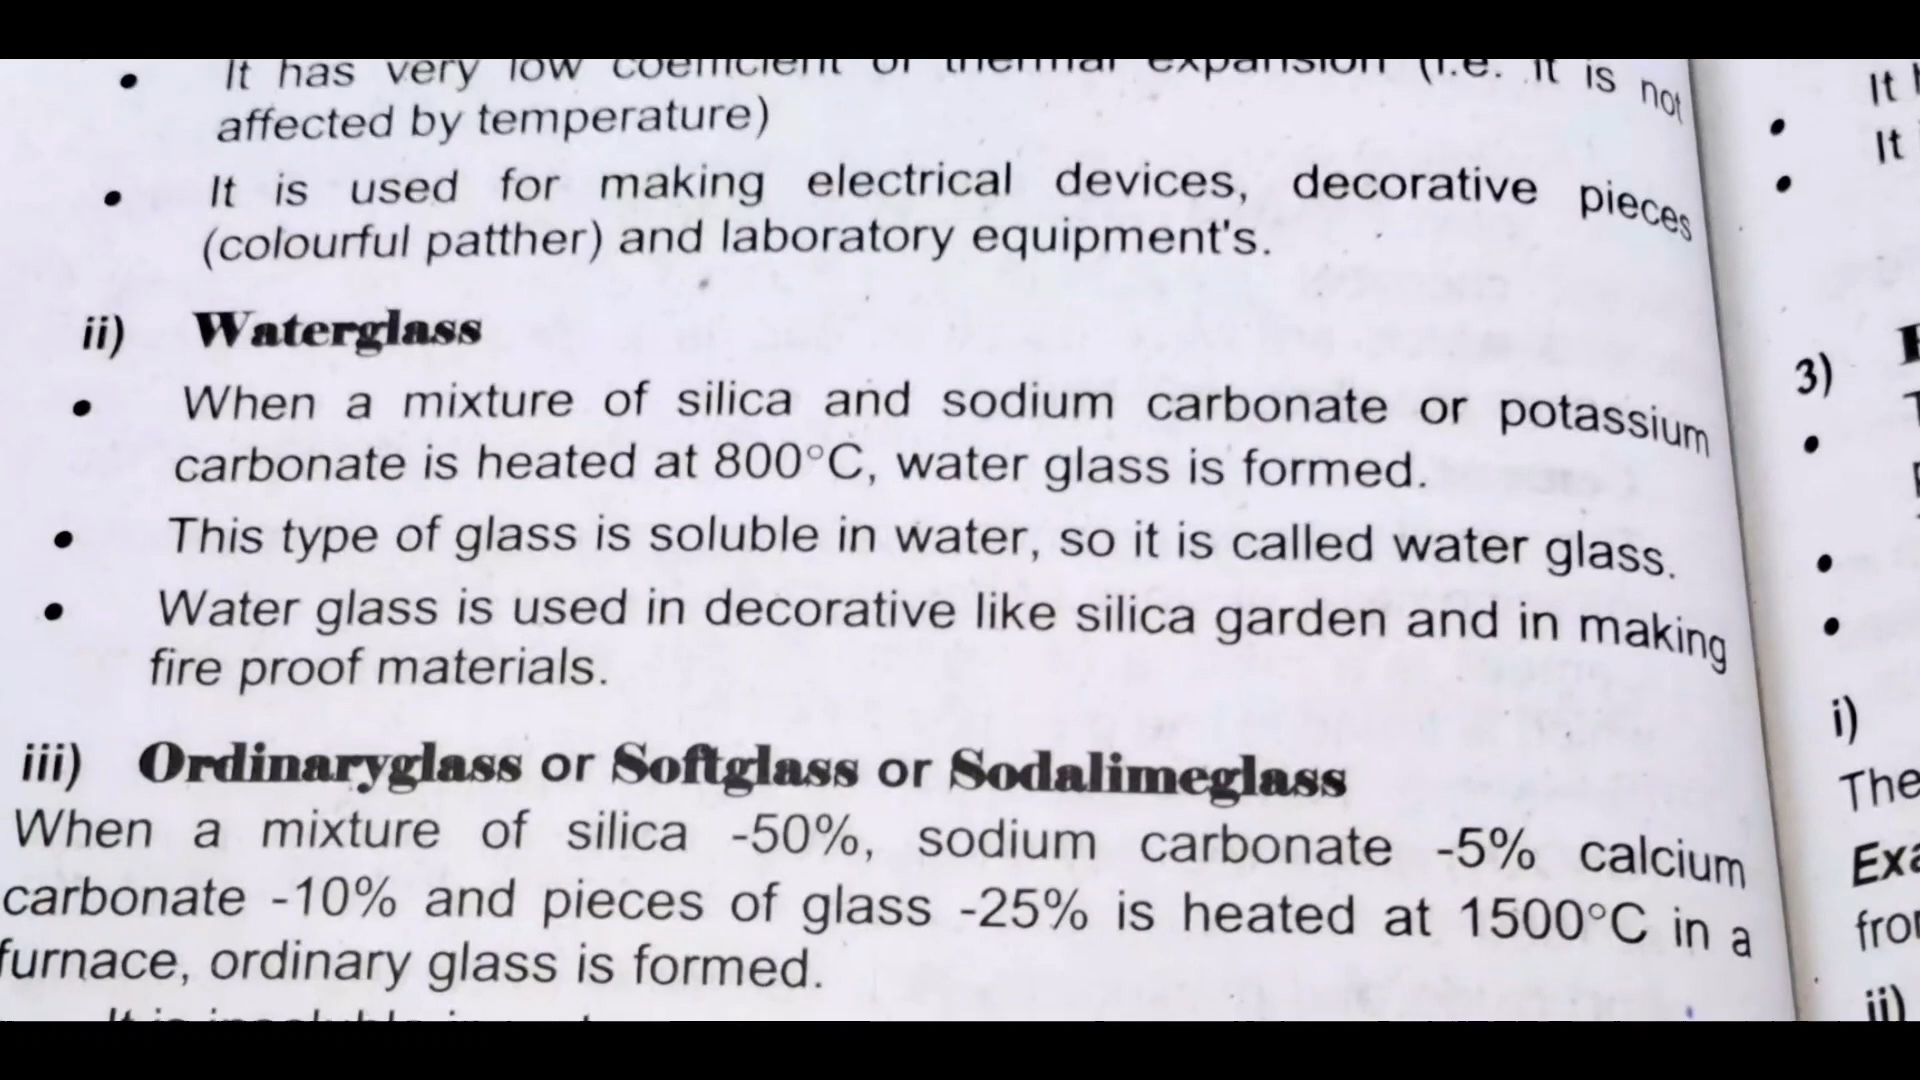 • It has very low coefficient of thermal expansion (i.e. it is not
affected by temperature)
• It is used for making electrical devices, decorative pieces
(colourful patther) and laboratory equipment's.
ii) Waterglass
• When a mixture of silica and sodium carbonate or potassium
carbonate is heated at 800°C, water glass is formed.
• This type of glass is soluble in water, so it is called water glass.
• Water glass is used in decorative like silica garden and in making
fire proof materials.
iii) Ordinaryglass or Softglass or Sodalimeglass
When a mixture of silica -50%, sodium carbonate -5% calcium
carbonate -10% and pieces of glass -25% is heated at 1500°C in a
furnace, ordinary glass is formed.
• It
• It
3)
•
•
•
i)
The
ii)